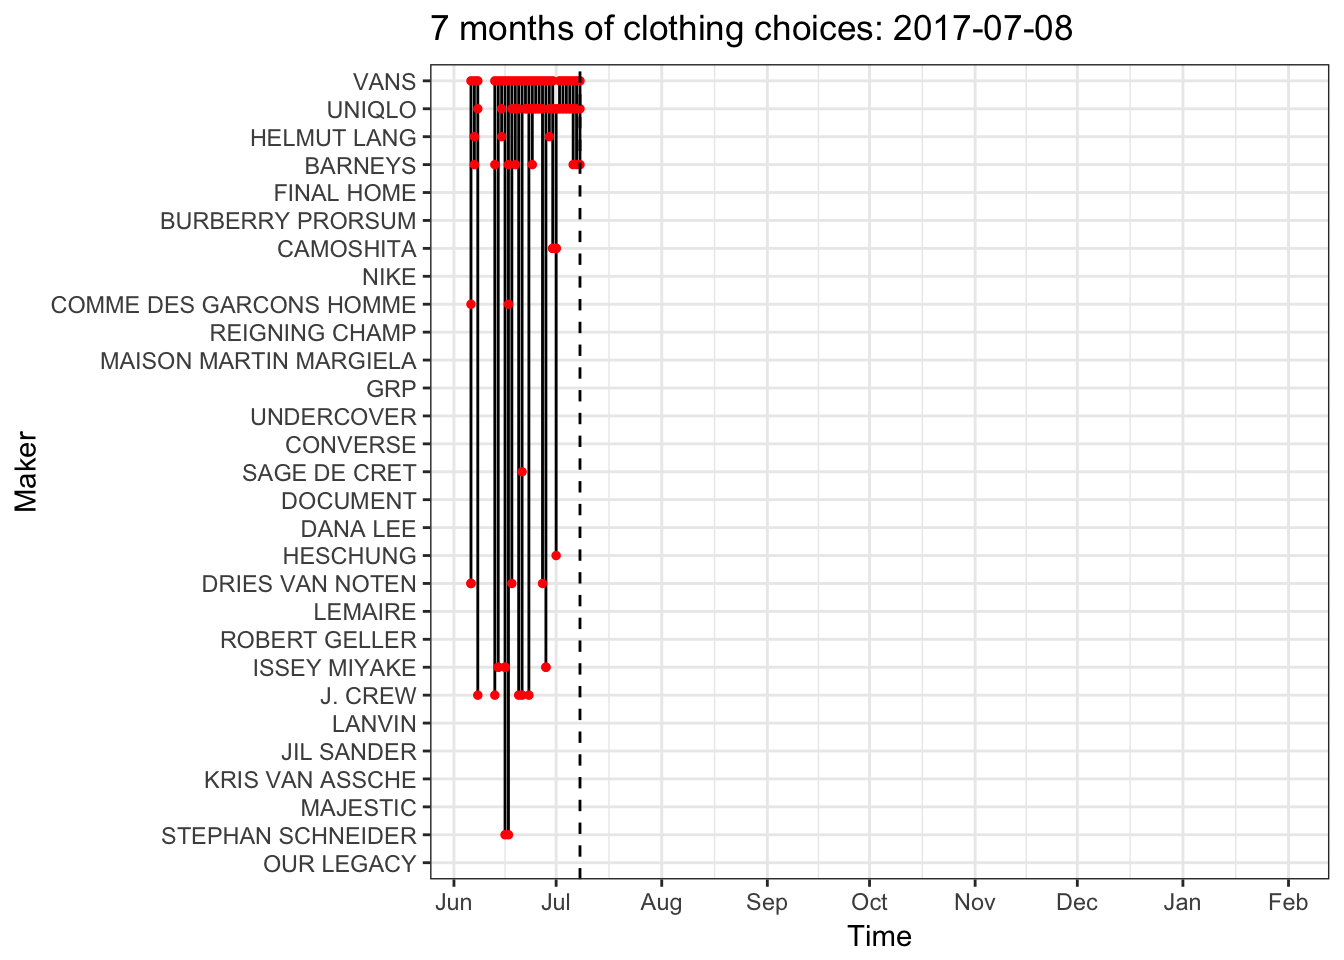 7 months of clothing choices: 2017-07-08
VANS
UNIQLO
HELMUT LANG
BARNEYS
FINAL HOME
BURBERRY PRORSUM
CAMOSHITA
NIKE
COMME DES GARCONS HOMME
REIGNING CHAMP
MAISON MARTIN MARGIELA
GRP
UNDERCOVER
CONVERSE
SAGE DE CRET
DOCUMENT
DANA LEE
HESCHUNG
DRIES VAN NOTEN
LEMAIRE
ROBERT GELLER
ISSEY MIYAKE
J. CREW
LANVIN
JIL SANDER
KRIS VAN ASSCHE
MAJESTIC
STEPHAN SCHNEIDER
OUR LEGACY
Maker
Jun Jul Aug Sep Oct Nov Dec Jan Feb
Time